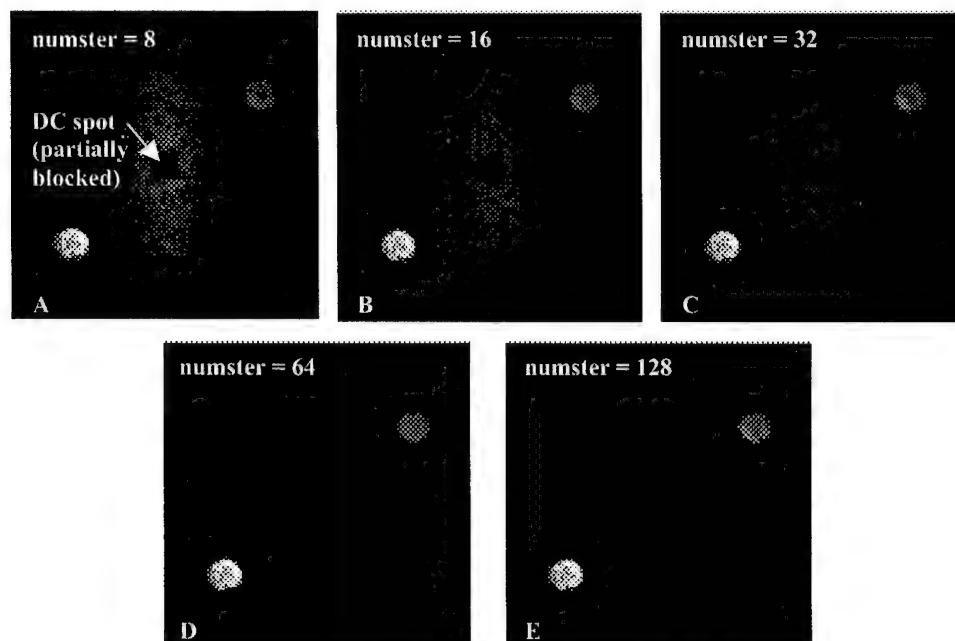 numster = 8
DC spot
(partially
blocked)
A
numster = 16
B
numster = 32
C
numster = 64
D
numster = 128
E